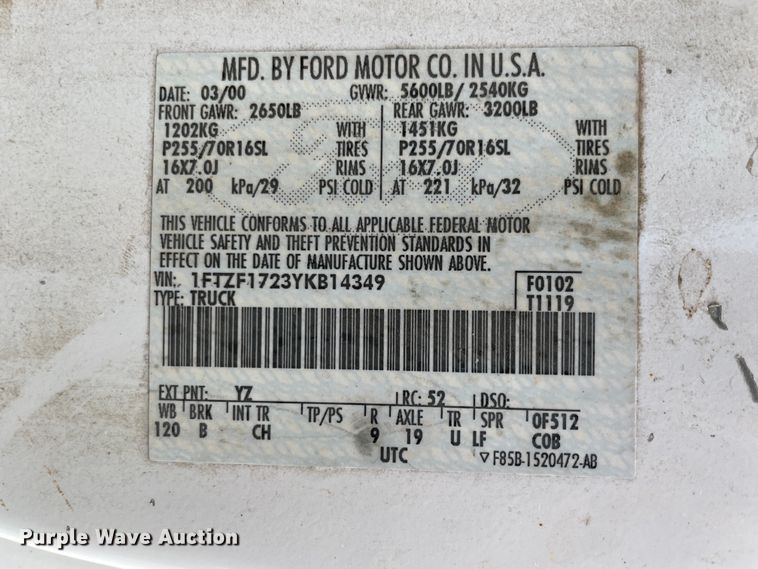 MFD. BY FORD MOTOR CO. IN U.S.A.
DATE: 03/00 GVWR: 5600LB/ 2540KG
FRONT GAWR: 2650LB REAR GAWR: 3200LB
1202KG WITH 1451KG WITH
P255/70R16SL TIRES P255/70R16SL TIRES
16X7.0J RIMS 16X7.0J RIMS
AT 200 kPa/29 PSI COLD AT 221 kPa/32 PSI COLD
THIS VEHICLE CONFORMS TO ALL APPLICABLE FEDERAL MOTOR
VEHICLE SAFETY AND THEFT PREVENTION STANDARDS IN
EFFECT ON THE DATE OF MANUFACTURE SHOWN ABOVE.
VIN: 1FTZF1723YKB14349 F0102
TYPE: TRUCK T1119
EXT PNT: YZ RC: 52 DSO:
WB BRK INT TR TP/PS R AXLE TR SPR OF512
120 B CH 9 19 U LF COB
UTC ▽F85B-1520472-AB
Purple Wave Auction